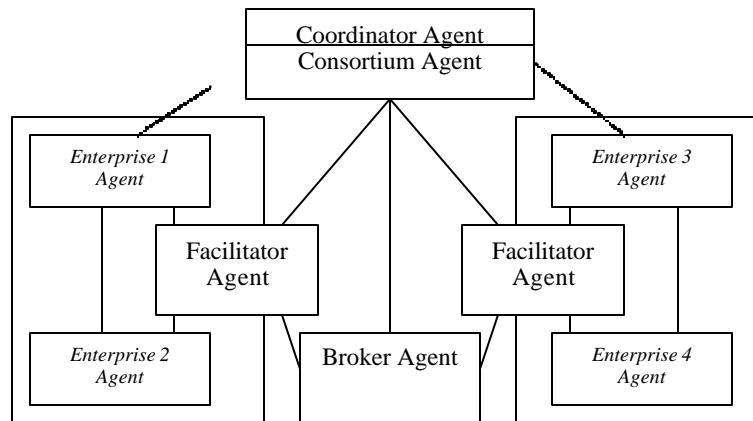 Coordinator Agent
Consortium Agent
Enterprise 1
Agent
Enterprise 3
Agent
Facilitator
Agent
Facilitator
Agent
Enterprise 2
Agent
Broker Agent
Enterprise 4
Agent